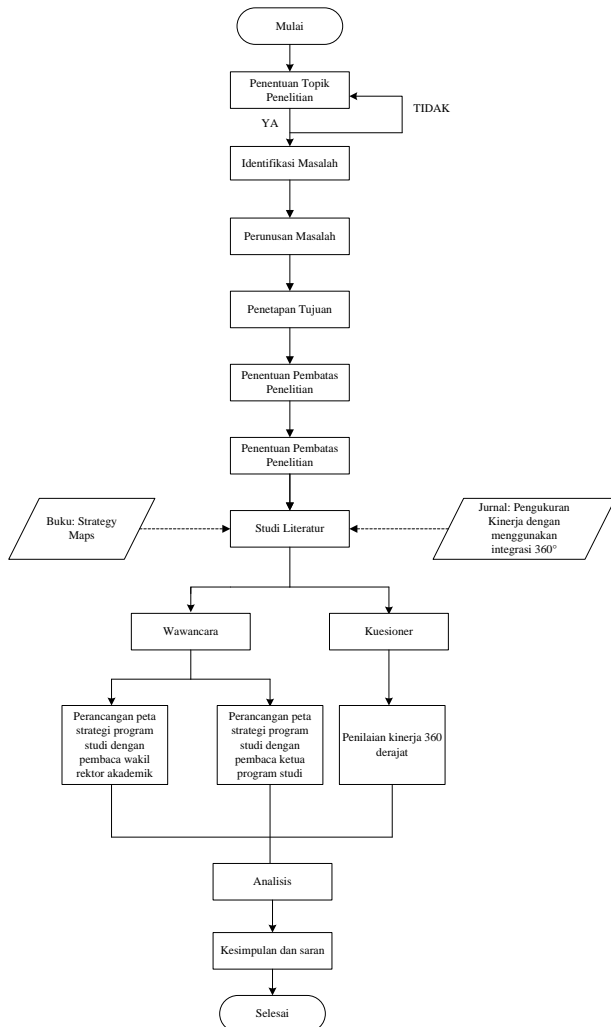 Mulai
Penentuan Topik
Penelitian
TIDAK
YA
Identifikasi Masalah
Perunusan Masalah
Penetapan Tujuan
Penentuan Pembatas
Penelitian
Penentuan Pembatas
Penelitian
Buku: Strategy
Maps
Studi Literatur
Jurnal: Pengukuran
Kinerja dengan
menggunakan
integrasi 360°
Wawancara
Kuesioner
Perancangan peta
strategi program
studi dengan
pembaca wakil
rektor akademik
Perancangan peta
strategi program
studi dengan
pembaca ketua
program studi
Penilaian kinerja 360
derajat
Analisis
Kesimpulan dan saran
Selesai